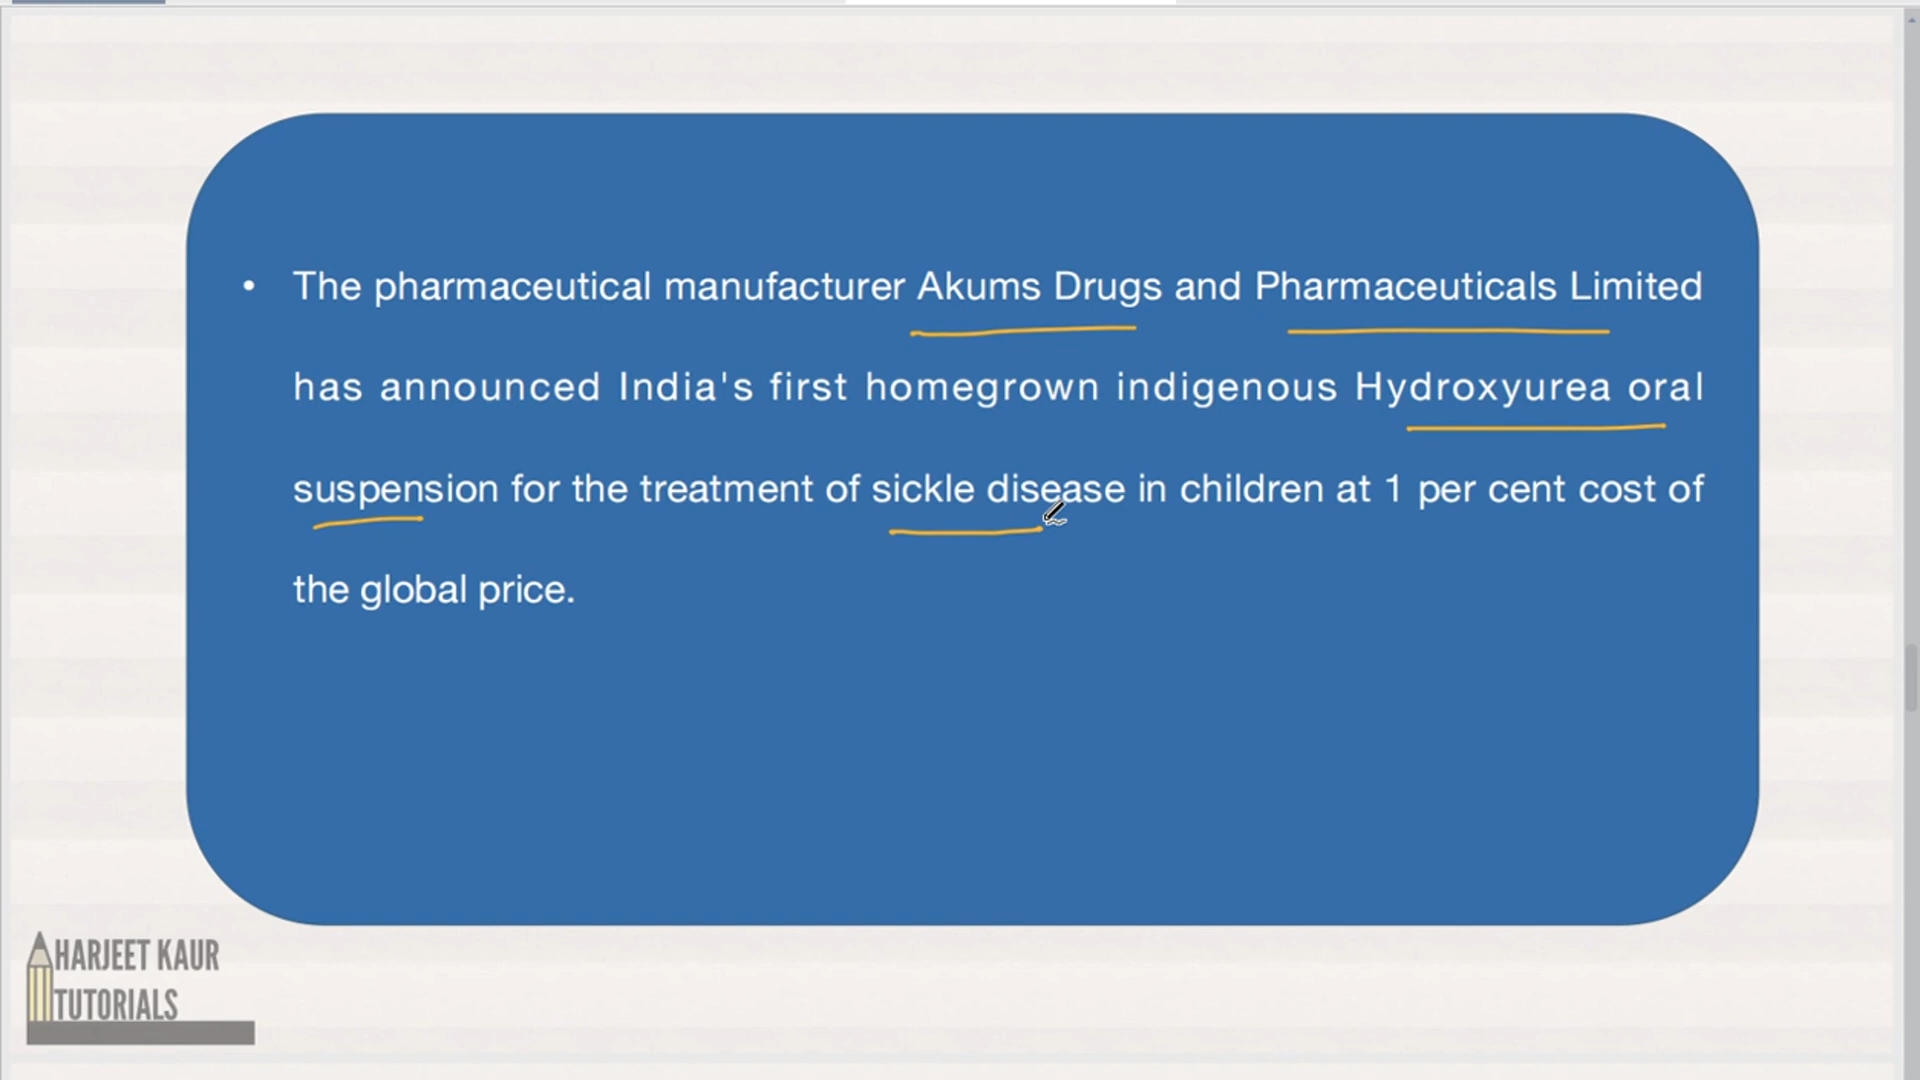 • The pharmaceutical manufacturer Akums Drugs and Pharmaceuticals Limited
has announced India's first homegrown indigenous Hydroxyurea oral
suspension for the treatment of sickle disease in children at 1 per cent cost of
the global price.
HARJEET KAUR
TUTORIALS